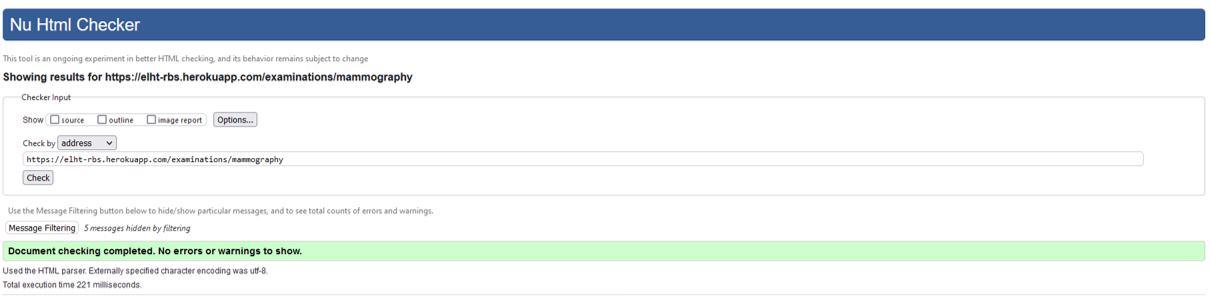 Nu Html Checker
This tool is an ongoing experiment in better HTML checking, and its behavior remains subject to change
Showing results for https://elht-rbs.herokuapp.com/examinations/mammography
Checker Input
Show source outline image report Options...
Check by address
https://elht-rbs.herokuapp.com/examinations/mammography
Check
Use the Message Filtering button below to hide/show particular messages, and to see total counts of errors and warnings.
Message Filtering 5 messages hidden by filtering
Document checking completed. No errors or warnings to show.
Used the HTML parser. Externally specified character encoding was utf-8.
Total execution time 221 milliseconds.